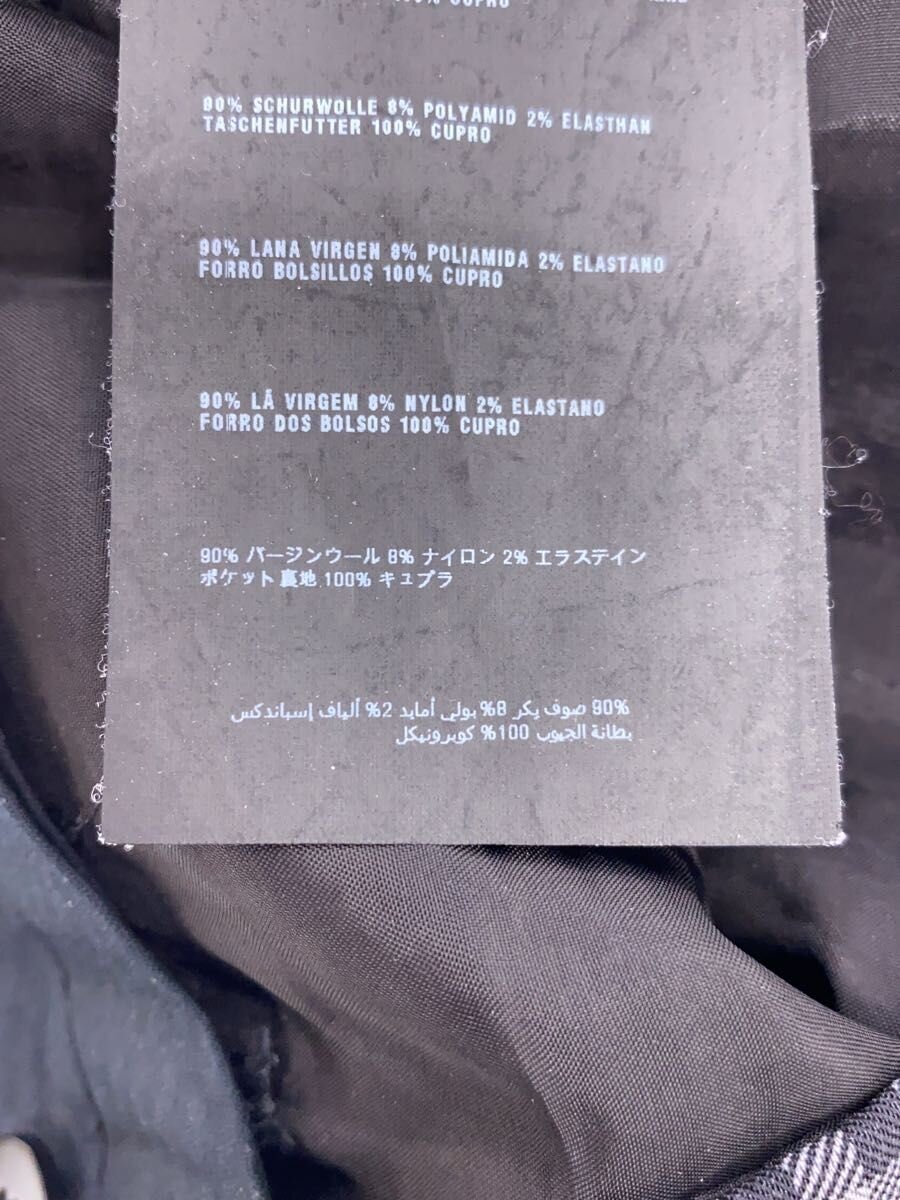 100% CUPRO
90% SCHURWOLLE 8% POLYAMID 2% ELASTHAN
TASCHENFUTTER 100% CUPRO
90% LANA VIRGEN 8% POLIAMIDA 2% ELASTANO
FORRO BOLSILLOS 100% CUPRO
90% LÃ VIRGEM 8% NYLON 2% ELASTANO
FORRO DOS BOLSOS 100% CUPRO
90% バージンウール 8% ナイロン 2% エラステイン
ポケット裏地.100% キュプラ
90% صوف بكر 8% بولي أمايد 2% ألياف إسباندكس
بطانة الجيوب 100% كوبرونيكل